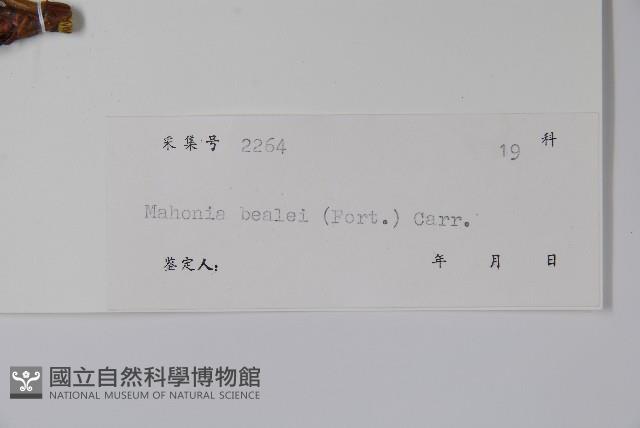 采集号 2264 19 科
Mahonia bealei (Fort.) Carr.
鉴定人: 年 月 日
國立自然科學博物館
NATIONAL MUSEUM OF NATURAL SCIENCE